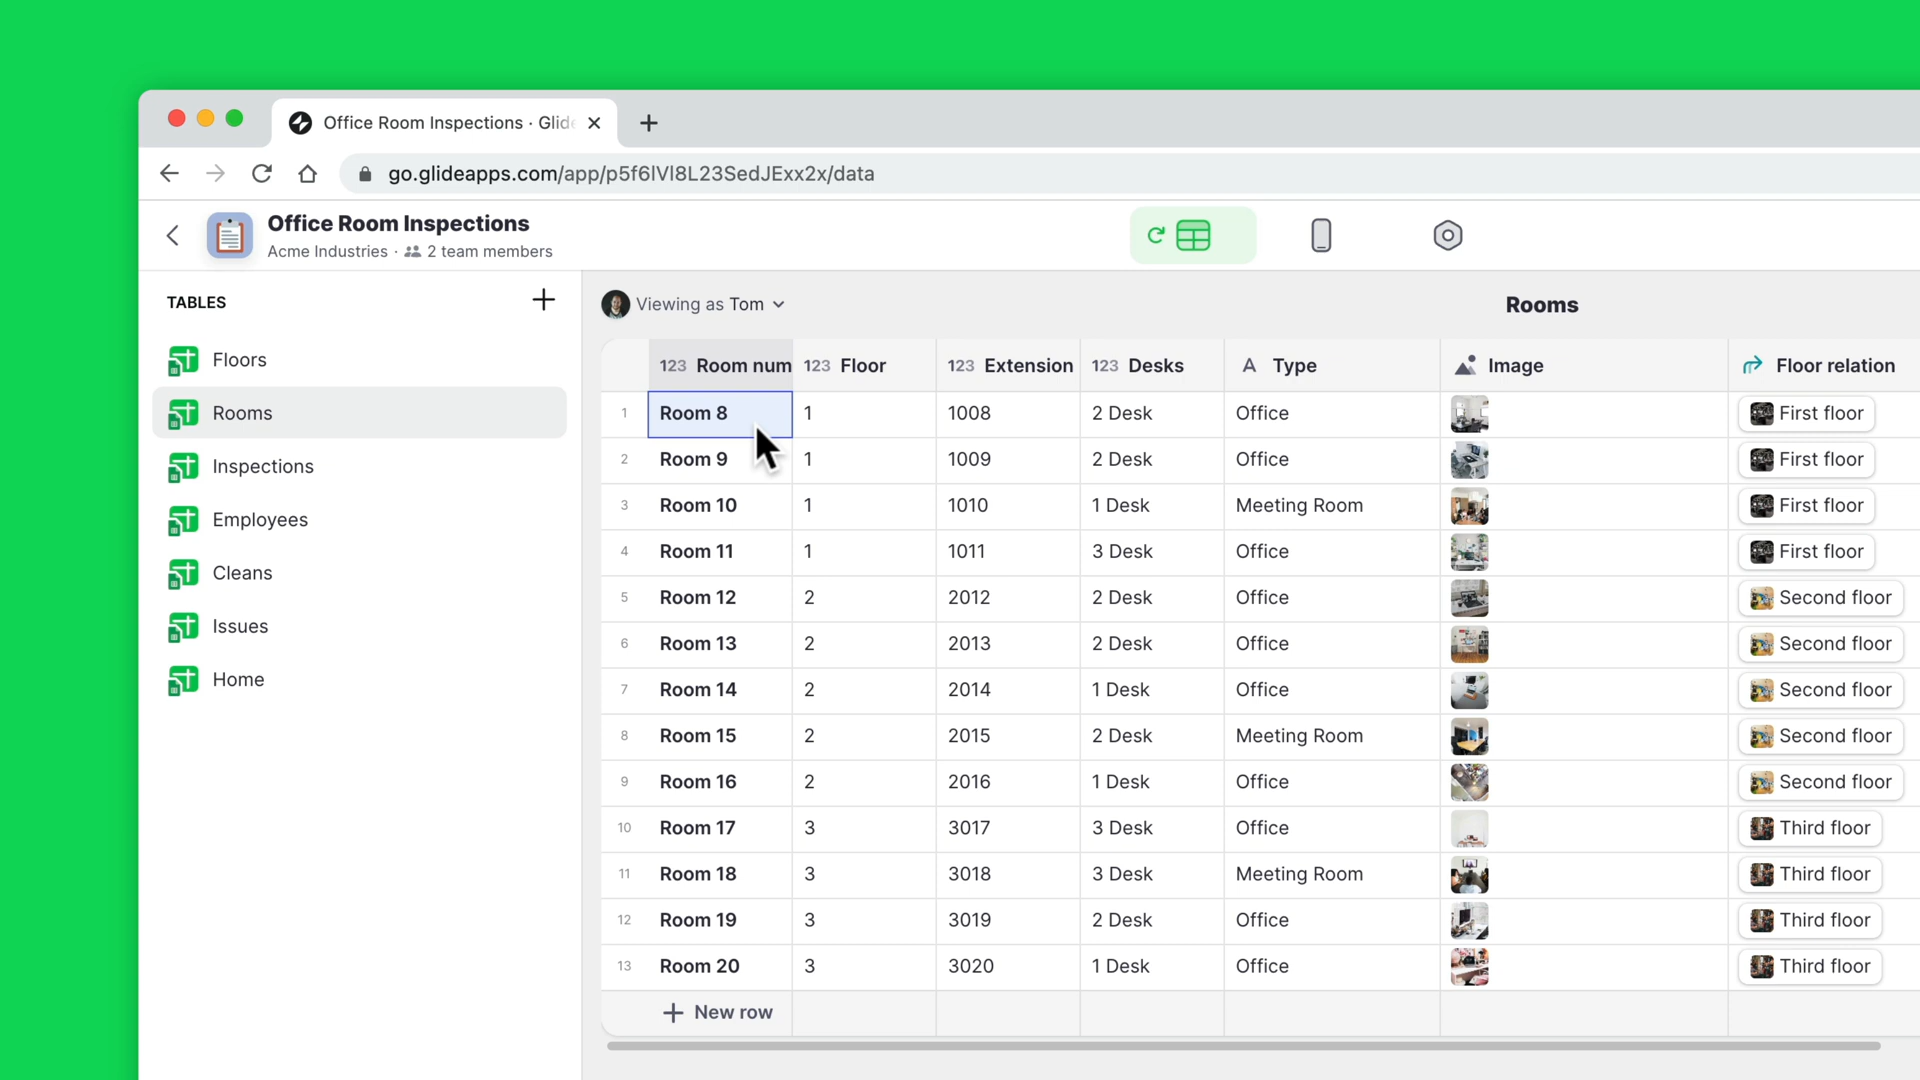 Office Room Inspections · Glid
go.glideapps.com/app/p5f6lVl8L23SedJExx2x/data
Office Room Inspections
Acme Industries · 2 team members
TABLES
Floors
Rooms
Inspections
Employees
Cleans
Issues
Home
Viewing as Tom
Rooms
123 Room num 123 Floor 123 Extension 123 Desks A Type Image Floor relation
1 Room 8 1 1008 2 Desk Office First floor
2 Room 9 1 1009 2 Desk Office First floor
3 Room 10 1 1010 1 Desk Meeting Room First floor
4 Room 11 1 1011 3 Desk Office First floor
5 Room 12 2 2012 2 Desk Office Second floor
6 Room 13 2 2013 2 Desk Office Second floor
7 Room 14 2 2014 1 Desk Office Second floor
8 Room 15 2 2015 2 Desk Meeting Room Second floor
9 Room 16 2 2016 1 Desk Office Second floor
10 Room 17 3 3017 3 Desk Office Third floor
11 Room 18 3 3018 3 Desk Meeting Room Third floor
12 Room 19 3 3019 2 Desk Office Third floor
13 Room 20 3 3020 1 Desk Office Third floor
New row